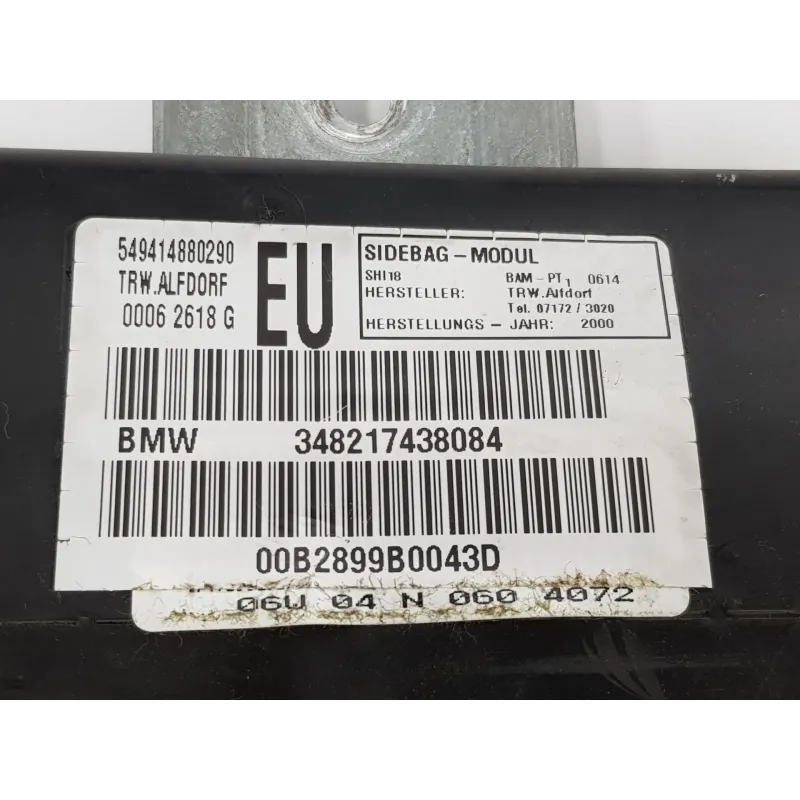 549414880290
TRW.ALFDORF
0006 2618 G
EU
SIDEBAG-MODUL
SHI18 BAM-PT1 0614
HERSTELLER: TRW.Alfdorf
Tel. 07172 / 3020
HERSTELLUNGS - JAHR: 2000
BMW 348217438084
00B2899B0043D
06W 04 N 060 4072